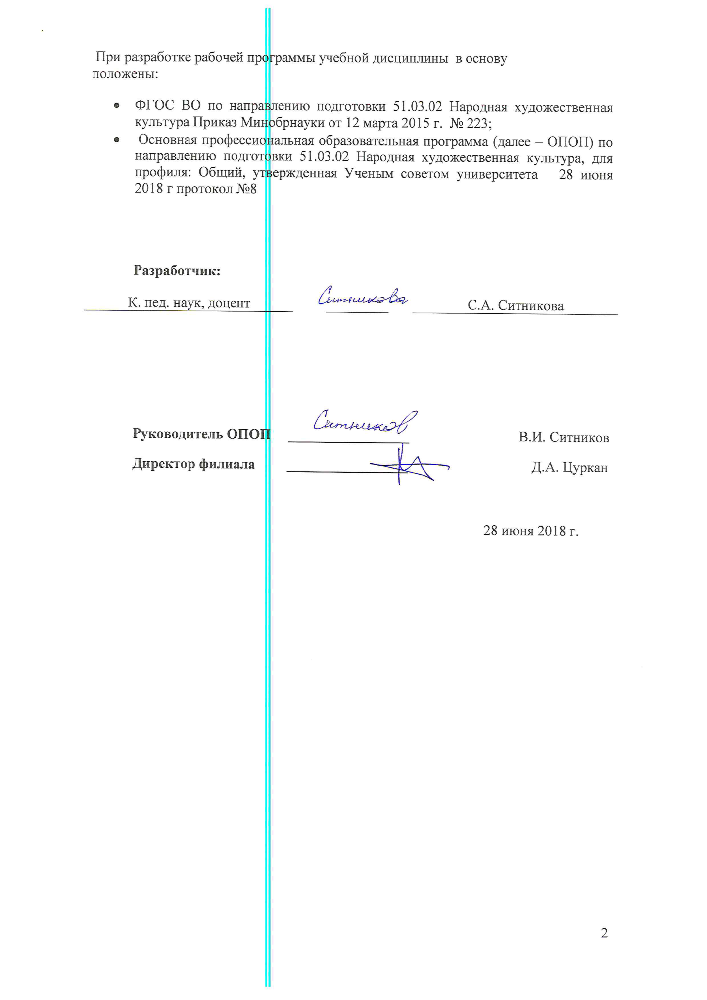 При разработке рабочей программы учебной дисциплины в основу
положены:
• ФГОС ВО по направлению подготовки 51.03.02 Народная художественная
культура Приказ Минобрнауки от 12 марта 2015 г. № 223;
• Основная профессиональная образовательная программа (далее – ОПОП) по
направлению подготовки 51.03.02 Народная художественная культура, для
профиля: Общий, утвержденная Ученым советом университета 28 июня
2018 г протокол №8
Разработчик:
К. пед. наук, доцент Ситникова С.А. Ситникова
Руководитель ОПОП Ситников В.И. Ситников
Директор филиала Д.А. Цуркан
28 июня 2018 г.
2